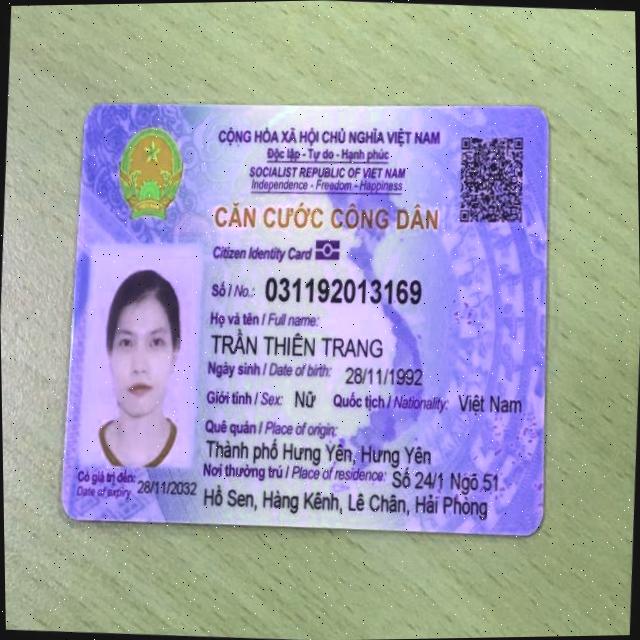 CỘNG HÒA XÃ HỘI CHỦ NGHĨA VIỆT NAM
Độc lập - Tự do - Hạnh phúc
SOCIALIST REPUBLIC OF VIET NAM
Independence - Freedom - Happiness
CĂN CƯỚC CÔNG DÂN
Citizen Identity Card
Số / No.: 031192013169
Họ và tên / Full name:
TRẦN THIÊN TRANG
Ngày sinh / Date of birth: 28/11/1992
Giới tính / Sex: Nữ Quốc tịch / Nationality: Việt Nam
Quê quán / Place of origin:
Thành phố Hưng Yên, Hưng Yên
Nơi thường trú / Place of residence: Số 24/1 Ngõ 51
Hồ Sen, Hàng Kênh, Lê Chân, Hải Phòng
Có giá trị đến: 28/11/2032
Date of expiry